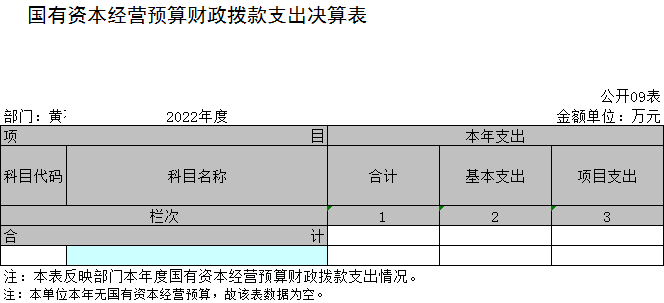 国有资本经营预算财政拨款支出决算表
公开09表
部门：黄 2022年度 金额单位：万元
项 目 本年支出
科目代码 科目名称 合计 基本支出 项目支出
栏次 1 2 3
合 计
注：本表反映部门本年度国有资本经营预算财政拨款支出情况。
注：本单位本年无国有资本经营预算，故该表数据为空。